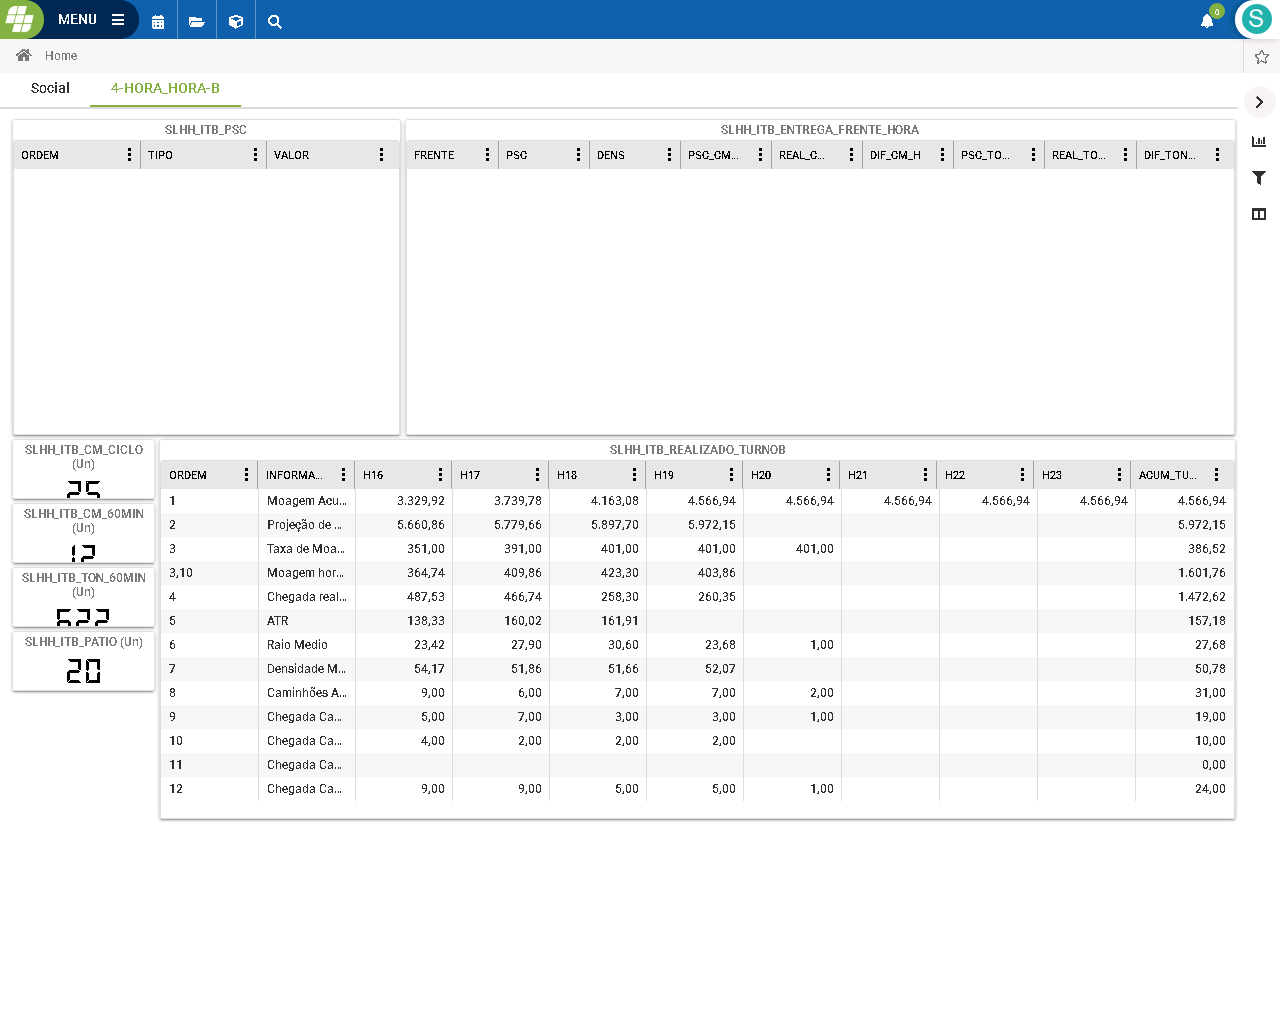 MENU
0
S
Home
Social 4-HORA_HORA-B
SLHH_ITB_PSC
ORDEM TIPO VALOR
SLHH_ITB_ENTREGA_FRENTE_HORA
FRENTE PSC DENS PSC_CM... REAL_C... DIF_CM_H PSC_TO... REAL_TO... DIF_TON...
SLHH_ITB_CM_CICLO
(Un)
25
SLHH_ITB_CM_60MIN
(Un)
12
SLHH_ITB_TON_60MIN
(Un)
622
SLHH_ITB_PATIO (Un)
20
SLHH_ITB_REALIZADO_TURNOB
ORDEM INFORMA... H16 H17 H18 H19 H20 H21 H22 H23 ACUM_TU...
1 Moagem Acu... 3.329,92 3.739,78 4.163,08 4.566,94 4.566,94 4.566,94 4.566,94 4.566,94 4.566,94
2 Projeção de ... 5.660,86 5.779,66 5.897,70 5.972,15 5.972,15
3 Taxa de Moa... 351,00 391,00 401,00 401,00 401,00 386,52
3,10 Moagem hor... 364,74 409,86 423,30 403,86 1.601,76
4 Chegada real... 487,53 466,74 258,30 260,35 1.472,62
5 ATR 138,33 160,02 161,91 157,18
6 Raio Medio 23,42 27,90 30,60 23,68 1,00 27,68
7 Densidade M... 54,17 51,86 51,66 52,07 50,78
8 Caminhões A... 9,00 6,00 7,00 7,00 2,00 31,00
9 Chegada Ca... 5,00 7,00 3,00 3,00 1,00 19,00
10 Chegada Ca... 4,00 2,00 2,00 2,00 10,00
11 Chegada Ca... 0,00
12 Chegada Ca... 9,00 9,00 5,00 5,00 1,00 24,00